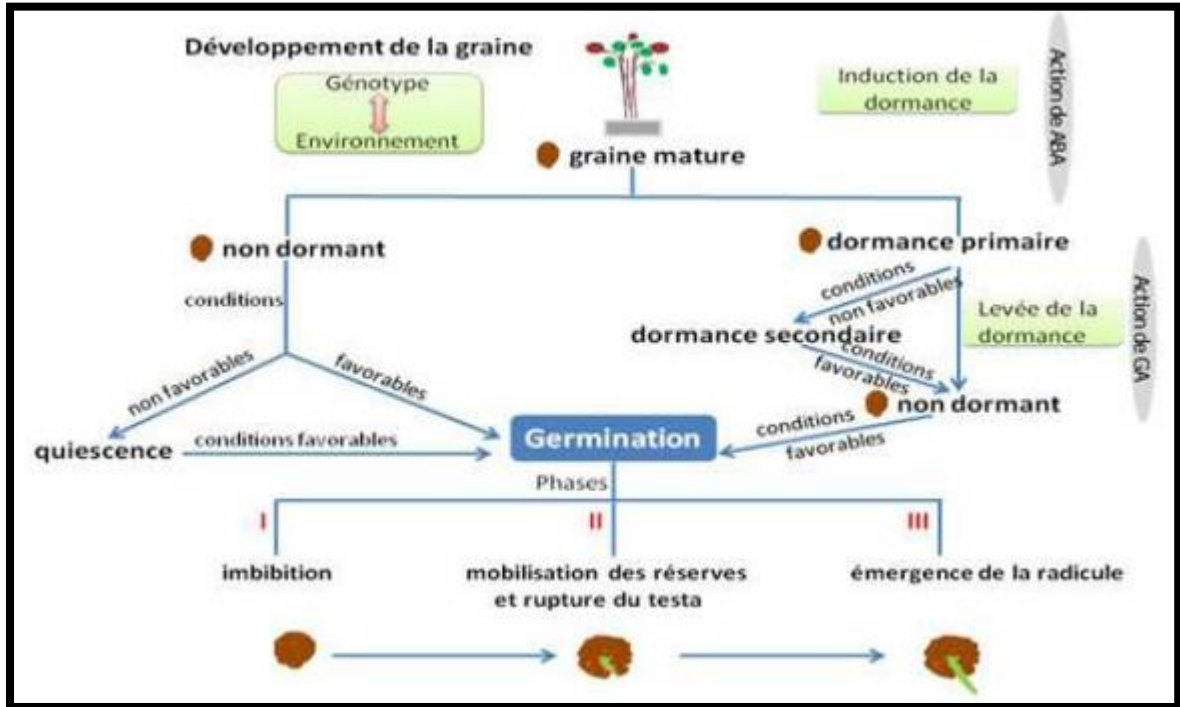 Développement de la graine
Génotype
Environnement
Induction de la
dormance
Action de ABA
graine mature
non dormant
dormance primaire
conditions
conditions
non favorables
Levée de la
dormance
Action de GA
dormance secondaire
conditions
favorables
non favorables
favorables
non dormant
quiescence
conditions favorables
Germination
conditions
favorables
Phases
I
II
III
imbibition
mobilisation des réserves
et rupture du testa
émergence de la radicule